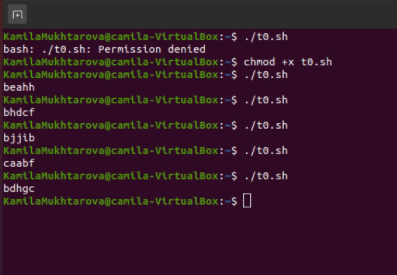 KamilaMukhtarova@camila-VirtualBox:~$ ./t0.sh
bash: ./t0.sh: Permission denied
KamilaMukhtarova@camila-VirtualBox:~$ chmod +x t0.sh
KamilaMukhtarova@camila-VirtualBox:~$ ./t0.sh
beahh
KamilaMukhtarova@camila-VirtualBox:~$ ./t0.sh
bhdcf
KamilaMukhtarova@camila-VirtualBox:~$ ./t0.sh
bjjib
KamilaMukhtarova@camila-VirtualBox:~$ ./t0.sh
caabf
KamilaMukhtarova@camila-VirtualBox:~$ ./t0.sh
bdhgc
KamilaMukhtarova@camila-VirtualBox:~$